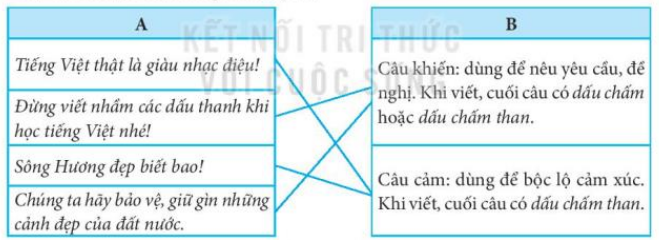 A
B
KẾT NỐI TRI THỨC
VỚI CUỘC SỐNG
Tiếng Việt thật là giàu nhạc điệu!
Đừng viết nhầm các dấu thanh khi
học tiếng Việt nhé!
Sông Hương đẹp biết bao!
Chúng ta hãy bảo vệ, giữ gìn những
cảnh đẹp của đất nước.
Câu khiến: dùng để nêu yêu cầu, đề
nghị. Khi viết, cuối câu có dấu chấm
hoặc dấu chấm than.
Câu cảm: dùng để bộc lộ cảm xúc.
Khi viết, cuối câu có dấu chấm than.